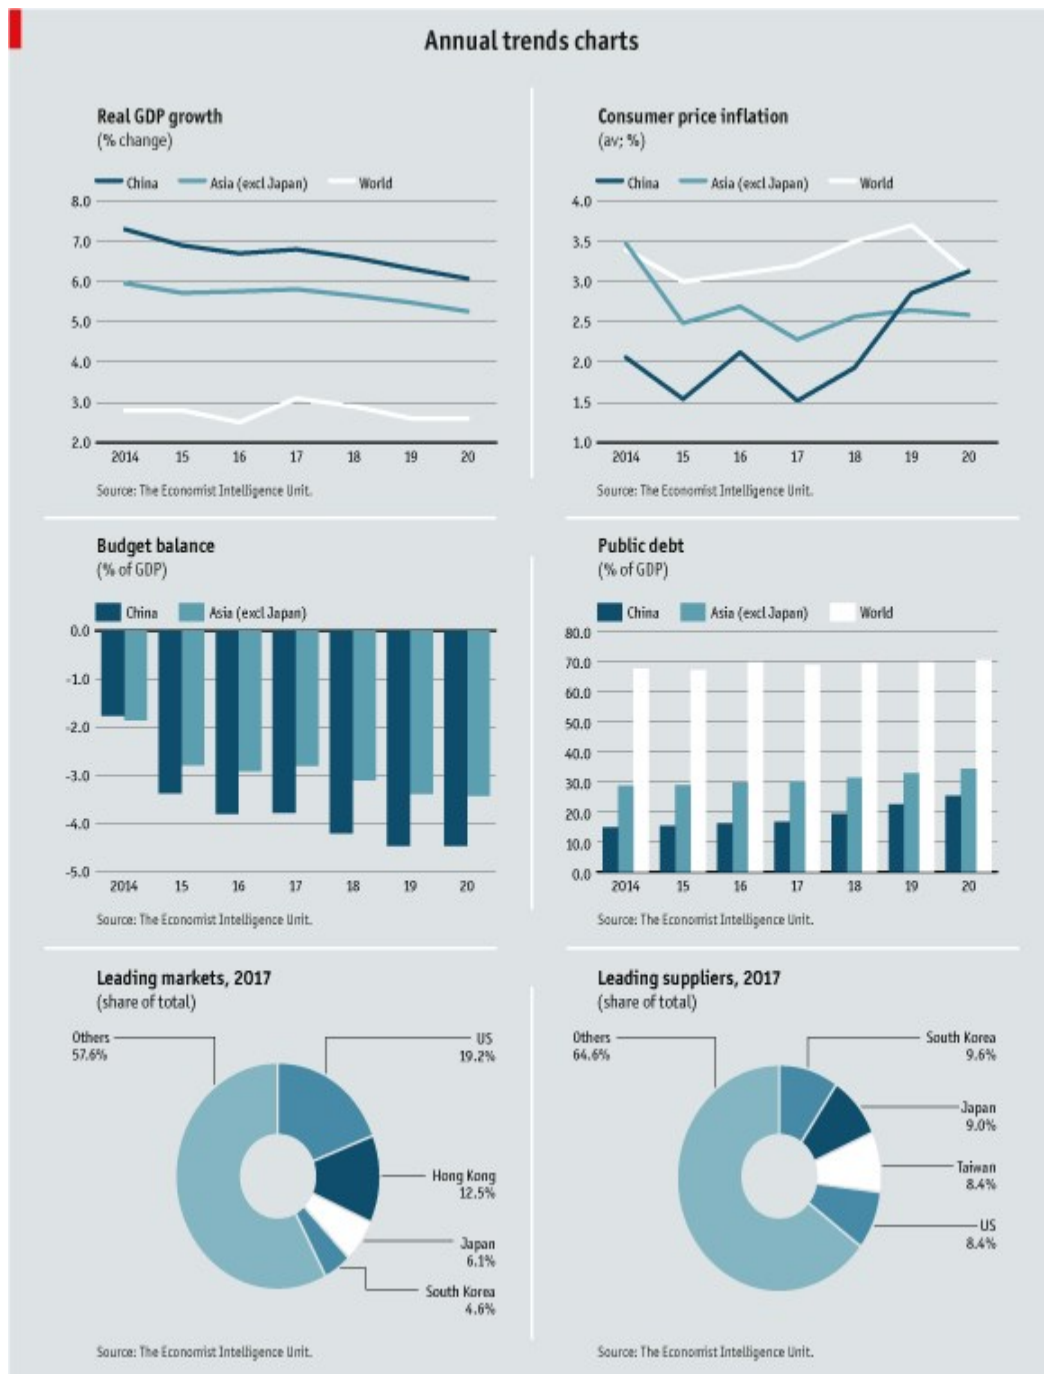 Annual trends charts
Real GDP growth
(% change)
China
Asia (excl Japan)
World
8.0
7.0
6.0
5.0
4.0
3.0
2.0
2014
15
16
17
18
19
20
Source: The Economist Intelligence Unit.
Consumer price inflation
(av; %)
China
Asia (excl Japan)
World
4.0
3.5
3.0
2.5
2.0
1.5
1.0
2014
15
16
17
18
19
20
Source: The Economist Intelligence Unit.
Budget balance
(% of GDP)
China
Asia (excl Japan)
0.0
-1.0
-2.0
-3.0
-4.0
-5.0
2014
15
16
17
18
19
20
Source: The Economist Intelligence Unit.
Public debt
(% of GDP)
China
Asia (excl Japan)
World
80.0
70.0
60.0
50.0
40.0
30.0
20.0
10.0
0.0
2014
15
16
17
18
19
20
Source: The Economist Intelligence Unit.
Leading markets, 2017
(share of total)
Others
57.6%
US
19.2%
Hong Kong
12.5%
Japan
6.1%
South Korea
4.6%
Source: The Economist Intelligence Unit.
Leading suppliers, 2017
(share of total)
Others
64.6%
South Korea
9.6%
Japan
9.0%
Taiwan
8.4%
US
8.4%
Source: The Economist Intelligence Unit.